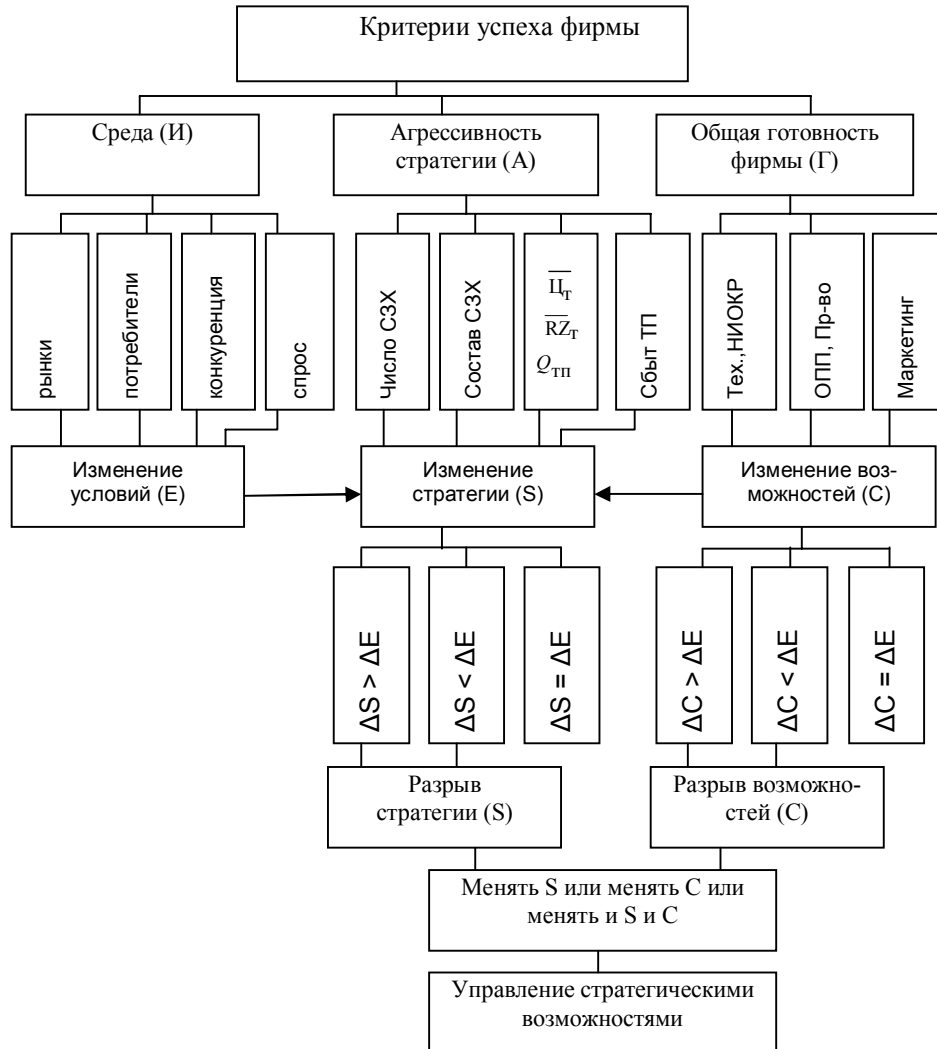 Критерии успеха фирмы
Среда (И)
Агрессивность
стратегии (А)
Общая готовность
фирмы (Г)
рынки
потребители
конкуренция
спрос
Число СЗХ
Состав СЗХ
Ц̅т
R̅Z̅т
Qтп
Сбыт ТП
Тех.,НИОКР
ОПП, Пр-во
Маркетинг
Изменение
условий (Е)
Изменение
стратегии (S)
Изменение воз-
можностей (С)
ΔS > ΔE
ΔS < ΔE
ΔS = ΔE
ΔC > ΔE
ΔC < ΔE
ΔC = ΔE
Разрыв
стратегии (S)
Разрыв возможно-
стей (С)
Менять S или менять С или
менять и S и С
Управление стратегическими
возможностями